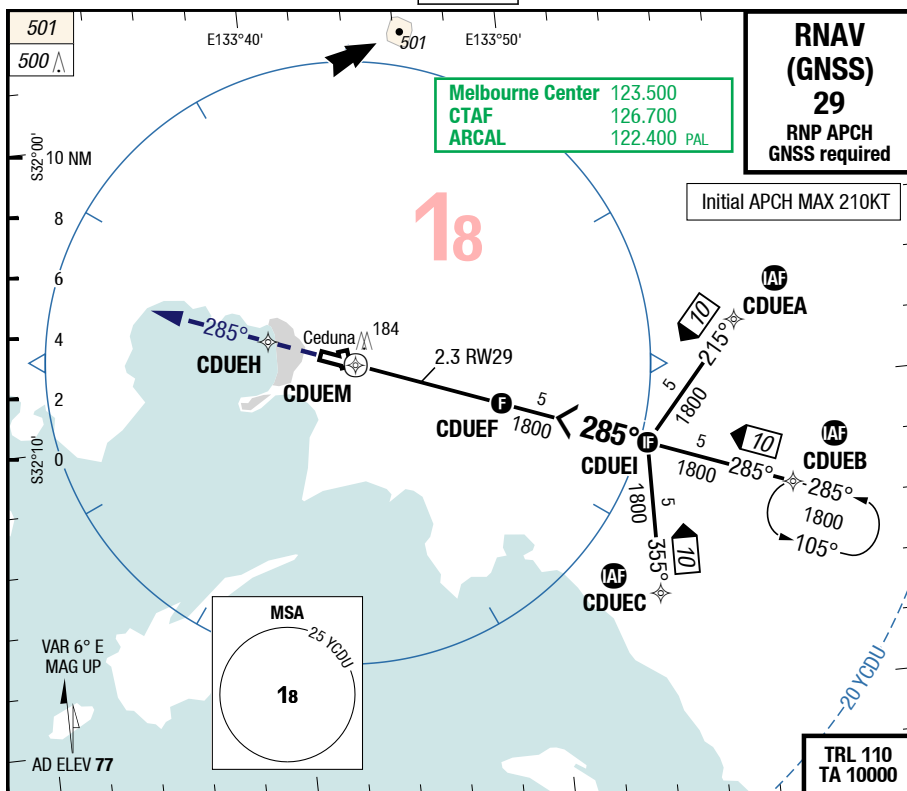 501
500
E133°40'
501
E133°50'
RNAV
(GNSS)
29
RNP APCH
GNSS required
Melbourne Center 123.500
CTAF 126.700
ARCAL 122.400 PAL
Initial APCH MAX 210KT
S32°00'
10 NM
8
6
4
2
0
S32°10'
18
IAF
CDUEA
10
215°
5
1800
285°
CDUEH
Ceduna
184
CDUEM
2.3 RW29
F
CDUEF
5
1800
285°
IF
CDUEI
5
1800
10
285°
IAF
CDUEB
285°
1800
105°
5
1800
10
355°
IAF
CDUEC
MSA
25 YCDU
18
VAR 6° E
MAG UP
AD ELEV 77
20 YCDU
TRL 110
TA 10000